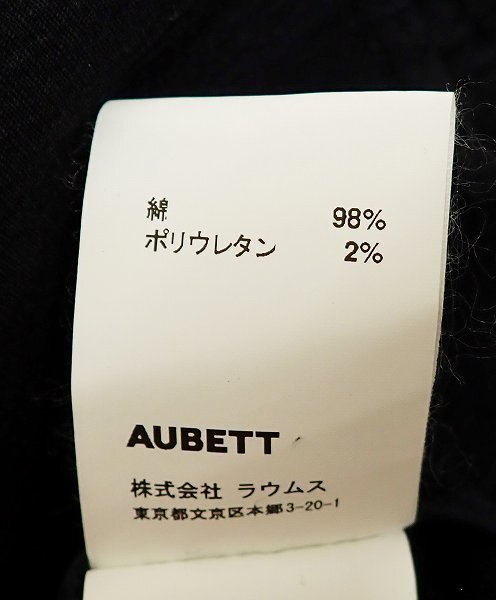 綿 98%
ポリウレタン 2%
AUBETT
株式会社 ラウムス
東京都文京区本郷3-20-1